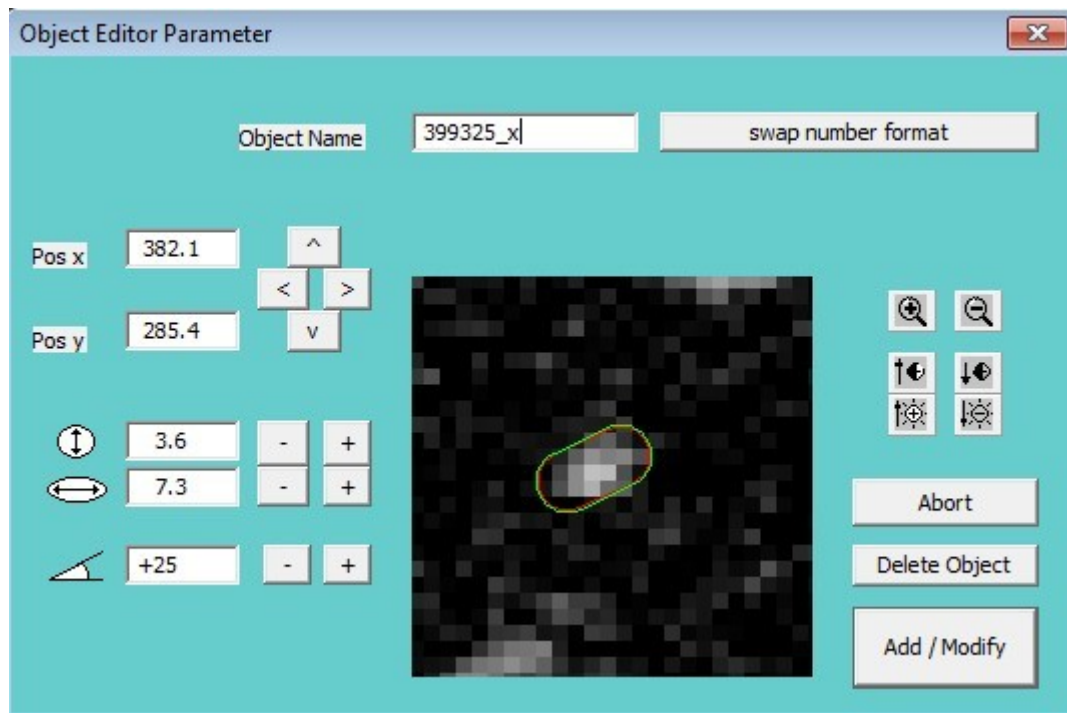 Object Editor Parameter
Object Name 399325_x swap number format
Pos x 382.1 ^
< >
Pos y 285.4 v
3.6 - +
7.3 - +
+25 - +
Abort
Delete Object
Add / Modify